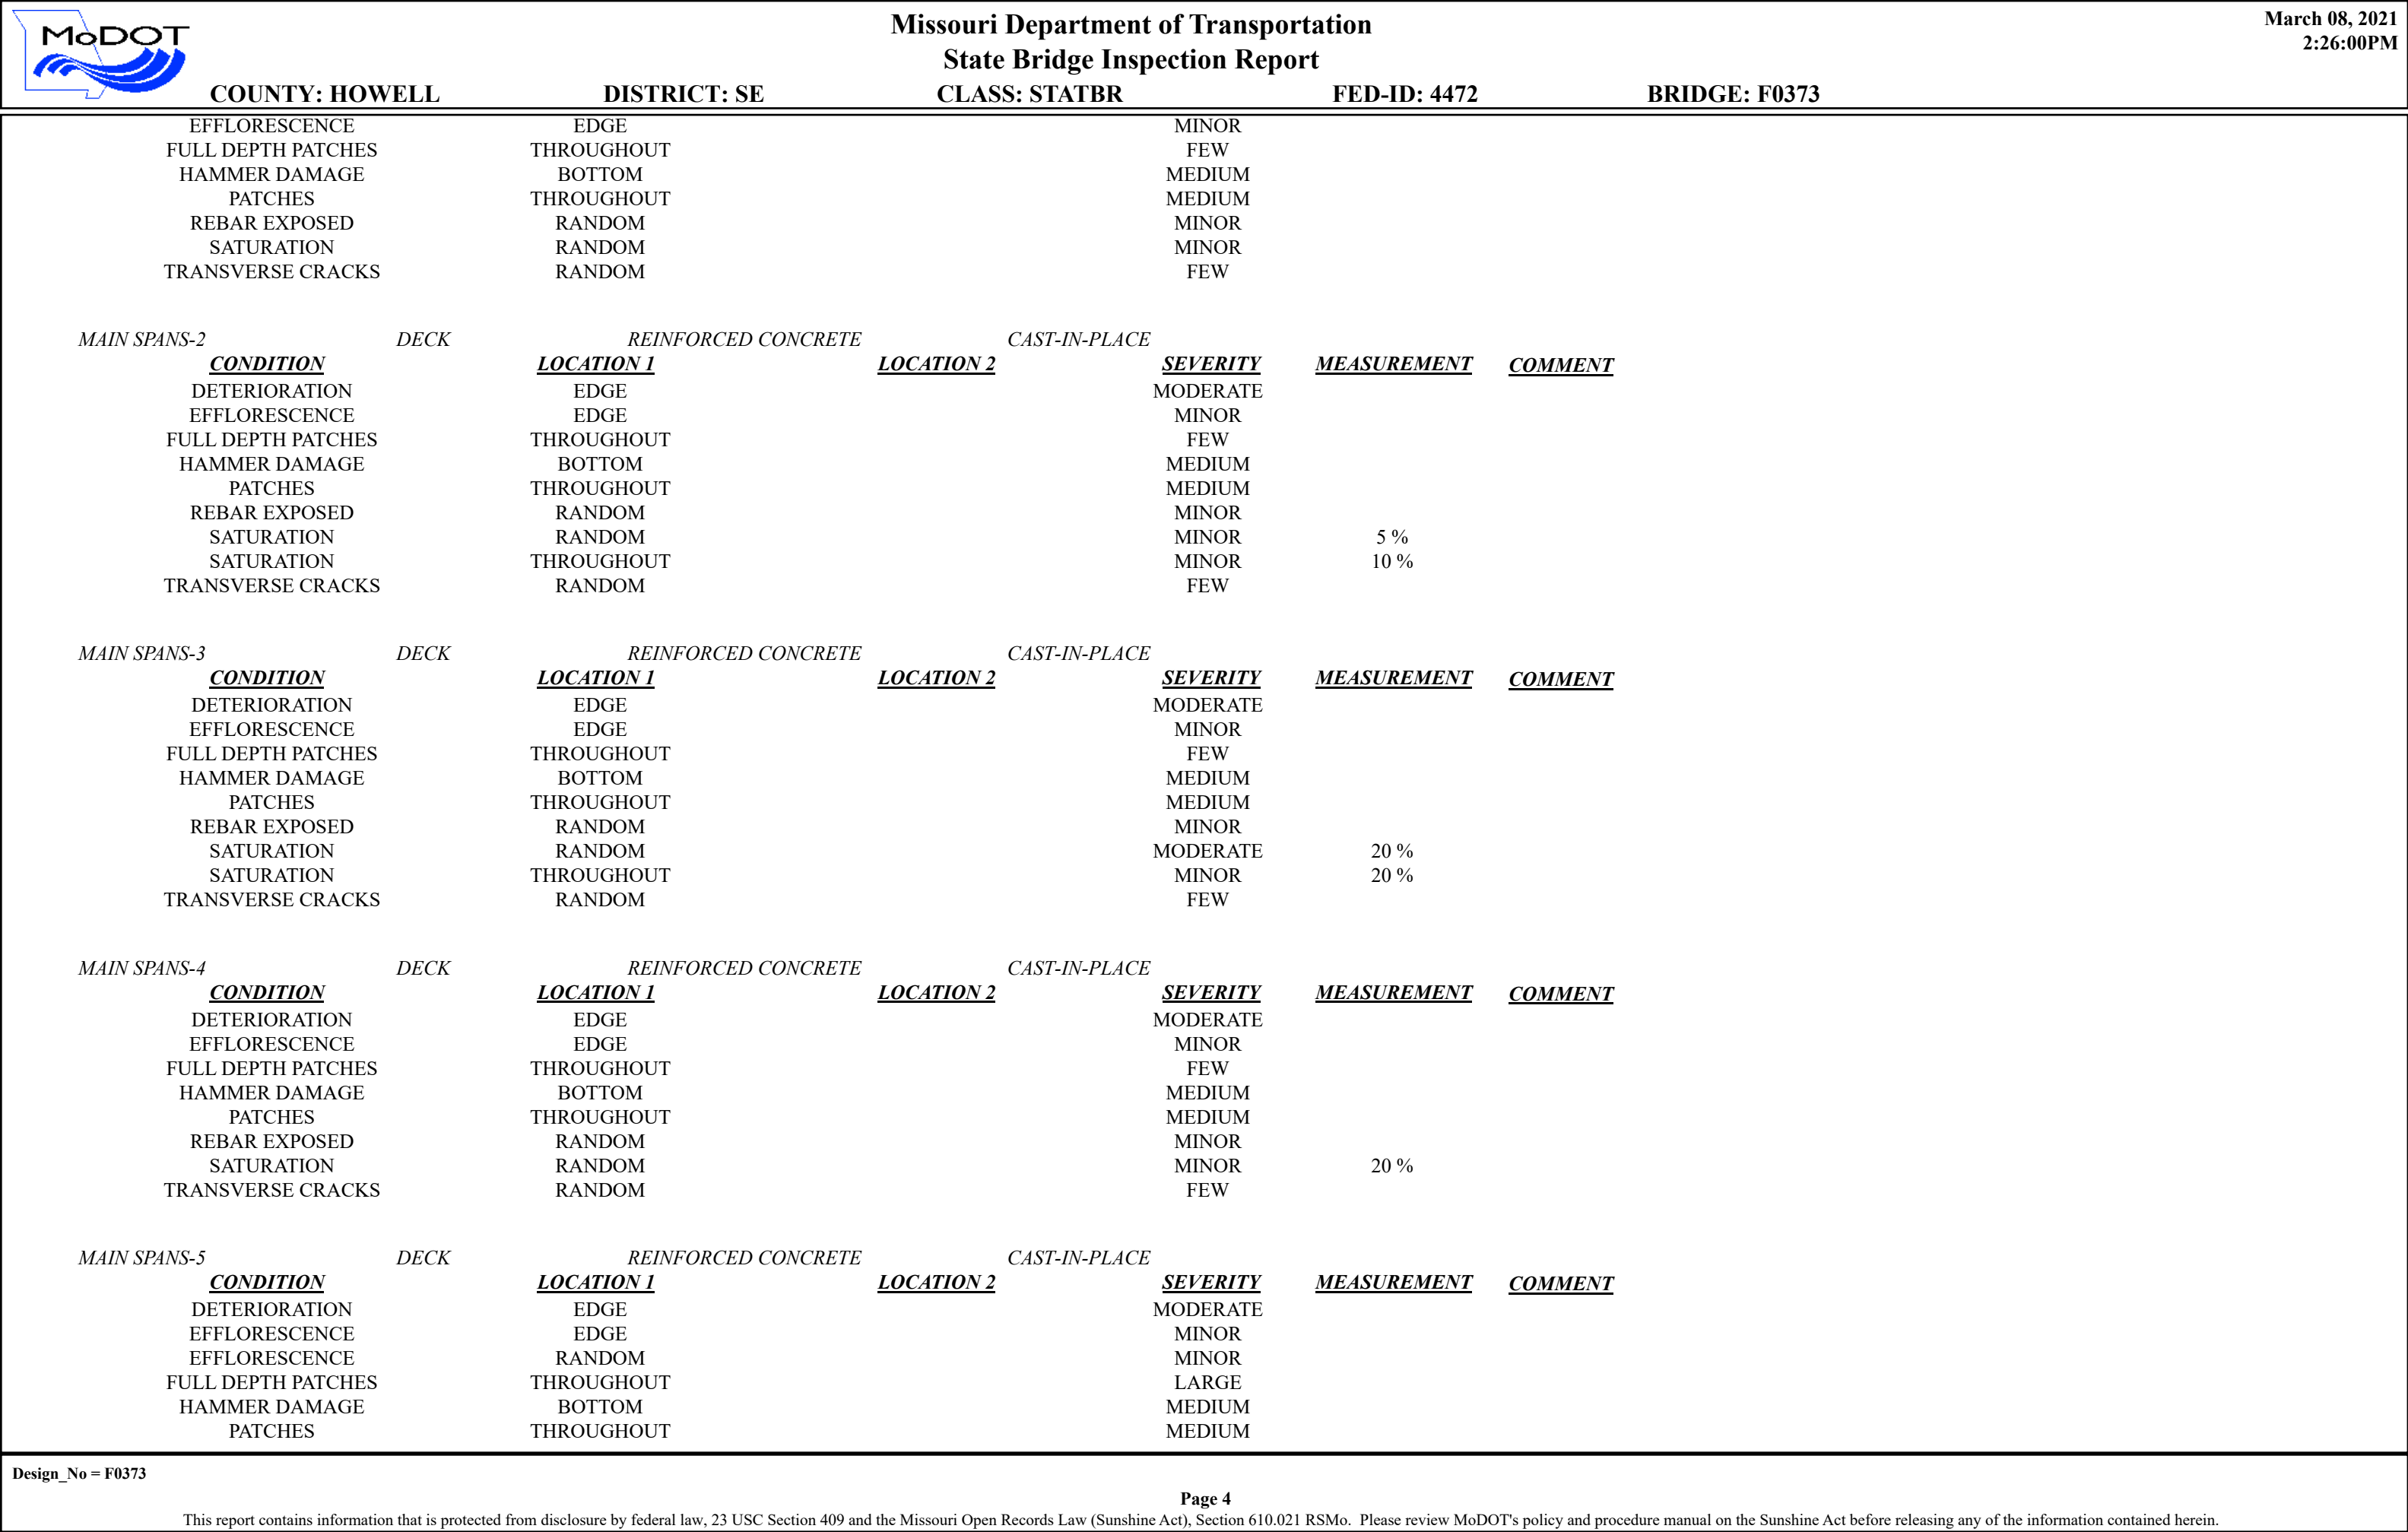 MoDOT
Missouri Department of Transportation
State Bridge Inspection Report
March 08, 2021
2:26:00PM
COUNTY: HOWELL DISTRICT: SE CLASS: STATBR FED-ID: 4472 BRIDGE: F0373
EFFLORESCENCE EDGE MINOR
FULL DEPTH PATCHES THROUGHOUT FEW
HAMMER DAMAGE BOTTOM MEDIUM
PATCHES THROUGHOUT MEDIUM
REBAR EXPOSED RANDOM MINOR
SATURATION RANDOM MINOR
TRANSVERSE CRACKS RANDOM FEW
MAIN SPANS-2 DECK REINFORCED CONCRETE CAST-IN-PLACE
CONDITION LOCATION 1 LOCATION 2 SEVERITY MEASUREMENT COMMENT
DETERIORATION EDGE MODERATE
EFFLORESCENCE EDGE MINOR
FULL DEPTH PATCHES THROUGHOUT FEW
HAMMER DAMAGE BOTTOM MEDIUM
PATCHES THROUGHOUT MEDIUM
REBAR EXPOSED RANDOM MINOR
SATURATION RANDOM MINOR 5 %
SATURATION THROUGHOUT MINOR 10 %
TRANSVERSE CRACKS RANDOM FEW
MAIN SPANS-3 DECK REINFORCED CONCRETE CAST-IN-PLACE
CONDITION LOCATION 1 LOCATION 2 SEVERITY MEASUREMENT COMMENT
DETERIORATION EDGE MODERATE
EFFLORESCENCE EDGE MINOR
FULL DEPTH PATCHES THROUGHOUT FEW
HAMMER DAMAGE BOTTOM MEDIUM
PATCHES THROUGHOUT MEDIUM
REBAR EXPOSED RANDOM MINOR
SATURATION RANDOM MODERATE 20 %
SATURATION THROUGHOUT MINOR 20 %
TRANSVERSE CRACKS RANDOM FEW
MAIN SPANS-4 DECK REINFORCED CONCRETE CAST-IN-PLACE
CONDITION LOCATION 1 LOCATION 2 SEVERITY MEASUREMENT COMMENT
DETERIORATION EDGE MODERATE
EFFLORESCENCE EDGE MINOR
FULL DEPTH PATCHES THROUGHOUT FEW
HAMMER DAMAGE BOTTOM MEDIUM
PATCHES THROUGHOUT MEDIUM
REBAR EXPOSED RANDOM MINOR
SATURATION RANDOM MINOR 20 %
TRANSVERSE CRACKS RANDOM FEW
MAIN SPANS-5 DECK REINFORCED CONCRETE CAST-IN-PLACE
CONDITION LOCATION 1 LOCATION 2 SEVERITY MEASUREMENT COMMENT
DETERIORATION EDGE MODERATE
EFFLORESCENCE EDGE MINOR
EFFLORESCENCE RANDOM MINOR
FULL DEPTH PATCHES THROUGHOUT LARGE
HAMMER DAMAGE BOTTOM MEDIUM
PATCHES THROUGHOUT MEDIUM
Design_No = F0373
Page 4
This report contains information that is protected from disclosure by federal law, 23 USC Section 409 and the Missouri Open Records Law (Sunshine Act), Section 610.021 RSMo. Please review MoDOT's policy and procedure manual on the Sunshine Act before releasing any of the information contained herein.